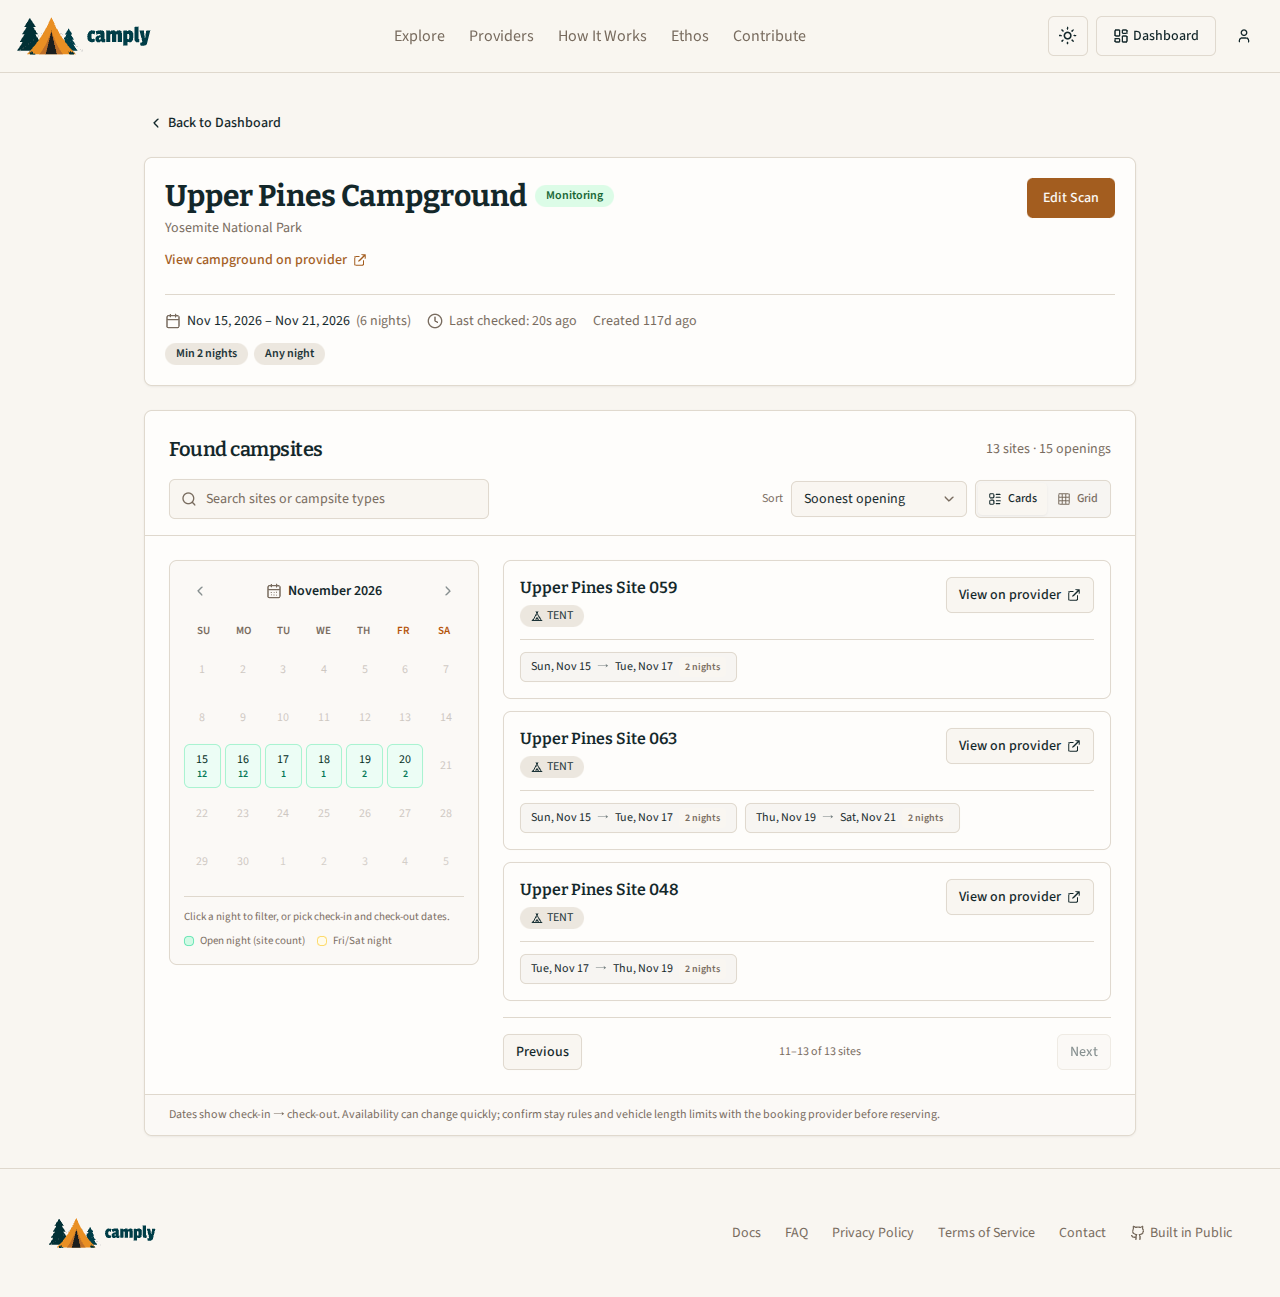 camply
Explore Providers How It Works Ethos Contribute
Dashboard
Back to Dashboard
Upper Pines Campground Monitoring
Edit Scan
Yosemite National Park
View campground on provider
Nov 15, 2026 – Nov 21, 2026 (6 nights) Last checked: 20s ago Created 117d ago
Min 2 nights Any night
Found campsites
13 sites · 15 openings
Search sites or campsite types
Sort Soonest opening Cards Grid
November 2026
SU MO TU WE TH FR SA
1 2 3 4 5 6 7
8 9 10 11 12 13 14
15 16 17 18 19 20 21
12 12 1 1 2 2
22 23 24 25 26 27 28
29 30 1 2 3 4 5
Click a night to filter, or pick check-in and check-out dates.
Open night (site count) Fri/Sat night
Upper Pines Site 059
View on provider
TENT
Sun, Nov 15 → Tue, Nov 17 2 nights
Upper Pines Site 063
View on provider
TENT
Sun, Nov 15 → Tue, Nov 17 2 nights Thu, Nov 19 → Sat, Nov 21 2 nights
Upper Pines Site 048
View on provider
TENT
Tue, Nov 17 → Thu, Nov 19 2 nights
Previous 11–13 of 13 sites Next
Dates show check-in → check-out. Availability can change quickly; confirm stay rules and vehicle length limits with the booking provider before reserving.
camply
Docs FAQ Privacy Policy Terms of Service Contact Built in Public